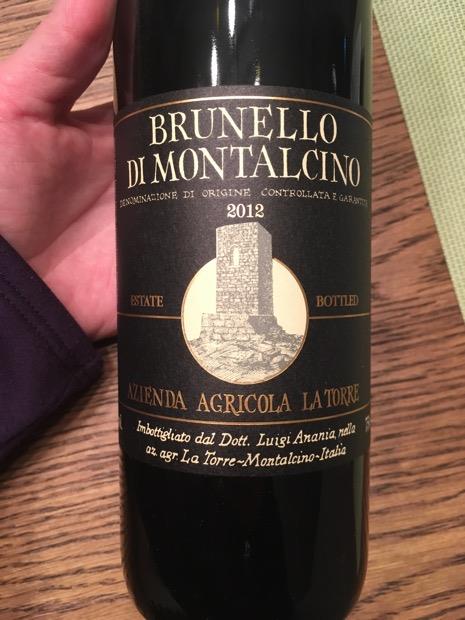 BRUNELLO
DI MONTALCINO
DENOMINAZIONE DI ORIGINE CONTROLLATA E GARANTITA
2012
ESTATE BOTTLED
AZIENDA AGRICOLA LA TORRE
Imbottigliato dal Dott. Luigi Anania, nella
az. agr. La Torre~Montalcino~Italia